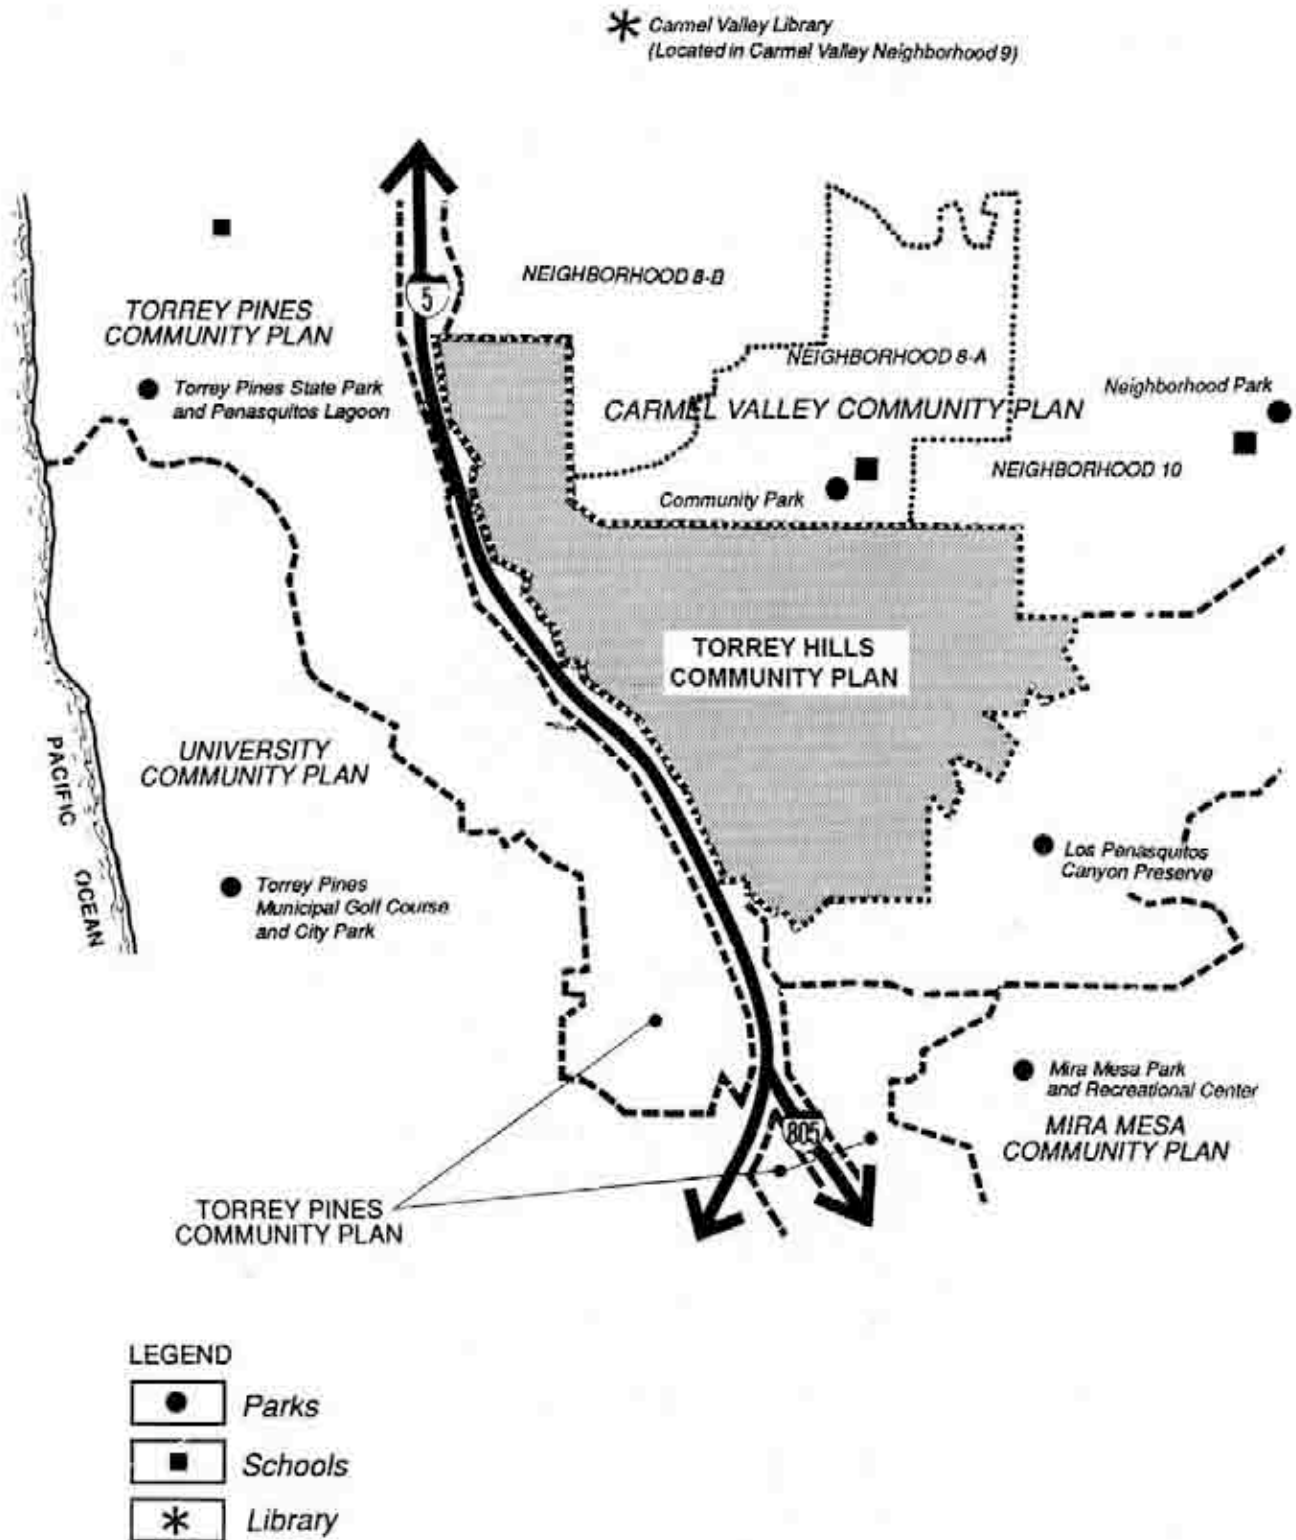 Carmel Valley Library
(Located in Carmel Valley Neighborhood 9)
NEIGHBORHOOD 8-B
5
TORREY PINES
COMMUNITY PLAN
NEIGHBORHOOD 8-A
Torrey Pines State Park
and Penasquitos Lagoon
Neighborhood Park
CARMEL VALLEY COMMUNITY PLAN
NEIGHBORHOOD 10
Community Park
TORREY HILLS
COMMUNITY PLAN
UNIVERSITY
COMMUNITY PLAN
PACIFIC OCEAN
Los Penasquitos
Canyon Preserve
Torrey Pines
Municipal Golf Course
and City Park
Mira Mesa Park
and Recreational Center
MIRA MESA
COMMUNITY PLAN
805
TORREY PINES
COMMUNITY PLAN
LEGEND
Parks
Schools
Library